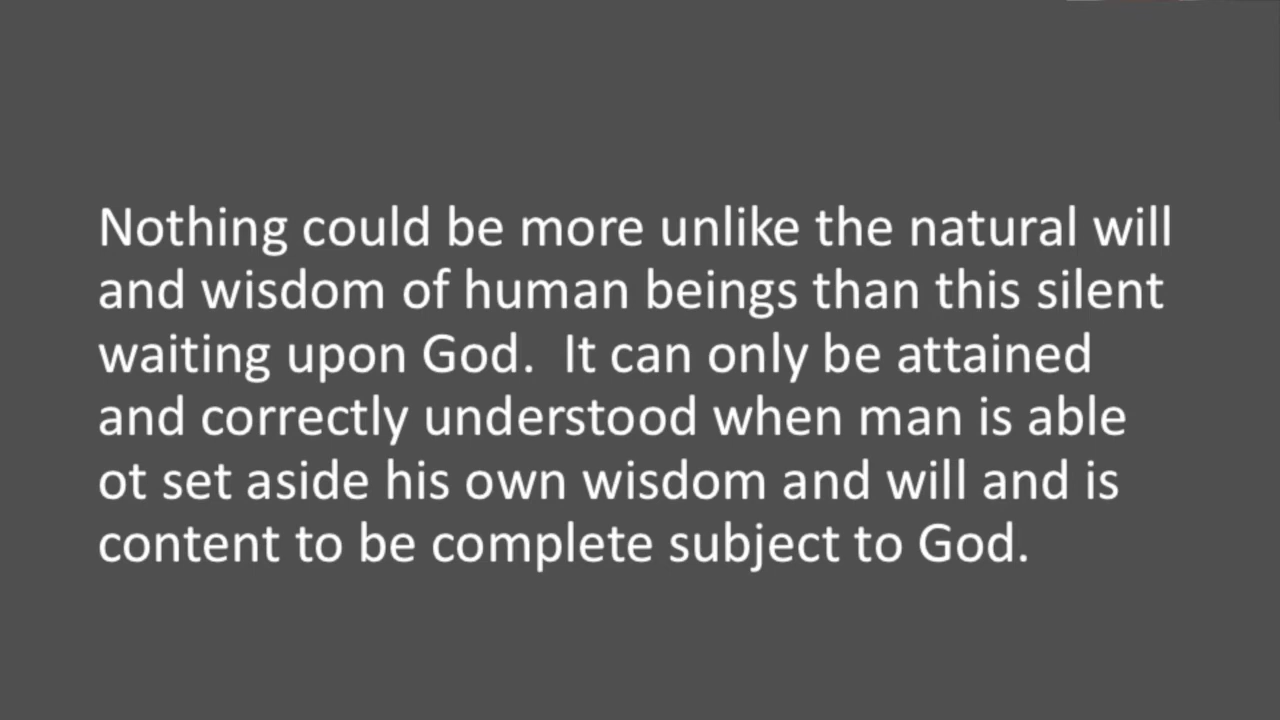 Nothing could be more unlike the natural will
and wisdom of human beings than this silent
waiting upon God.  It can only be attained
and correctly understood when man is able
ot set aside his own wisdom and will and is
content to be complete subject to God.